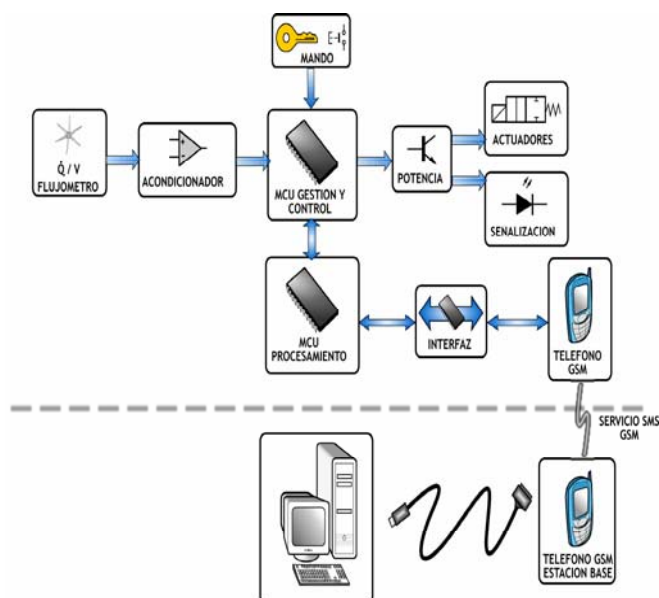 MANDO
Q̇ / V
FLUJOMETRO
ACONDICIONADOR
MCU GESTION Y
CONTROL
POTENCIA
ACTUADORES
SENALIZACION
MCU
PROCESAMIENTO
INTERFAZ
TELEFONO
GSM
SERVICIO SMS
GSM
TELEFONO GSM
ESTACION BASE